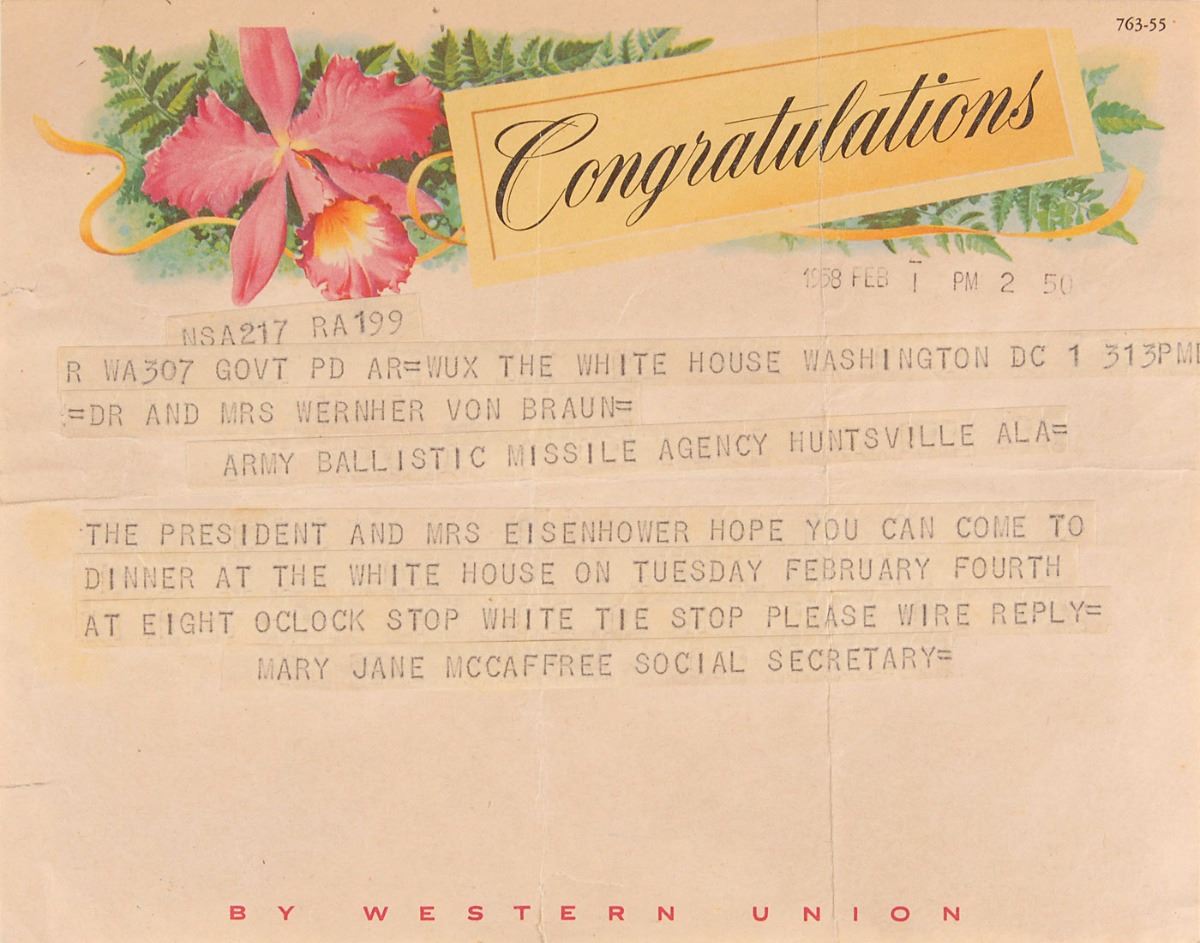 763-55
Congratulations
1958 FEB 1 PM 2 50
NSA217 RA199
R WA307 GOVT PD AR=WUX THE WHITE HOUSE WASHINGTON DC 1 313PME
=DR AND MRS WERNHER VON BRAUN=
ARMY BALLISTIC MISSILE AGENCY HUNTSVILLE ALA=
THE PRESIDENT AND MRS EISENHOWER HOPE YOU CAN COME TO
DINNER AT THE WHITE HOUSE ON TUESDAY FEBRUARY FOURTH
AT EIGHT OCLOCK STOP WHITE TIE STOP PLEASE WIRE REPLY=
MARY JANE MCCAFFREE SOCIAL SECRETARY=
BY WESTERN UNION